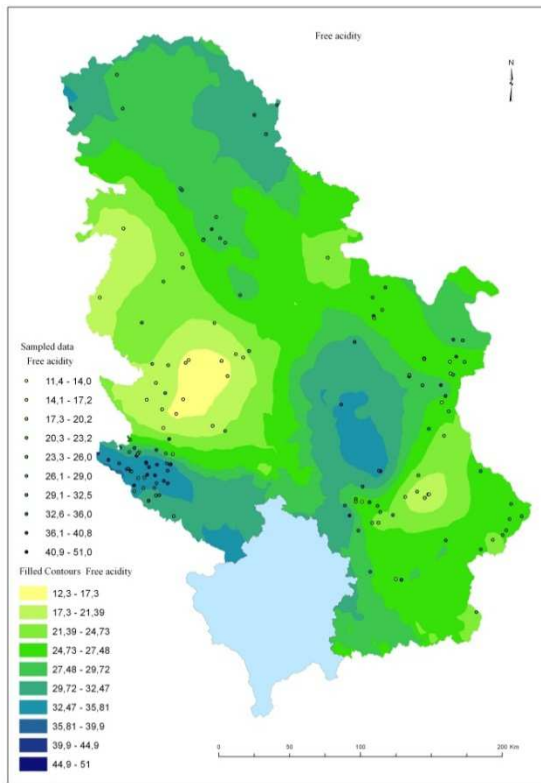 Free acidity
N
Sampled data
Free acidity
11,4 - 14,0
14,1 - 17,2
17,3 - 20,2
20,3 - 23,2
23,3 - 26,0
26,1 - 29,0
29,1 - 32,5
32,6 - 36,0
36,1 - 40,8
40,9 - 51,0
Filled Contours Free acidity
12,3 - 17,3
17,3 - 21,39
21,39 - 24,73
24,73 - 27,48
27,48 - 29,72
29,72 - 32,47
32,47 - 35,81
35,81 - 39,9
39,9 - 44,9
44,9 - 51
0 50 100 200 Km